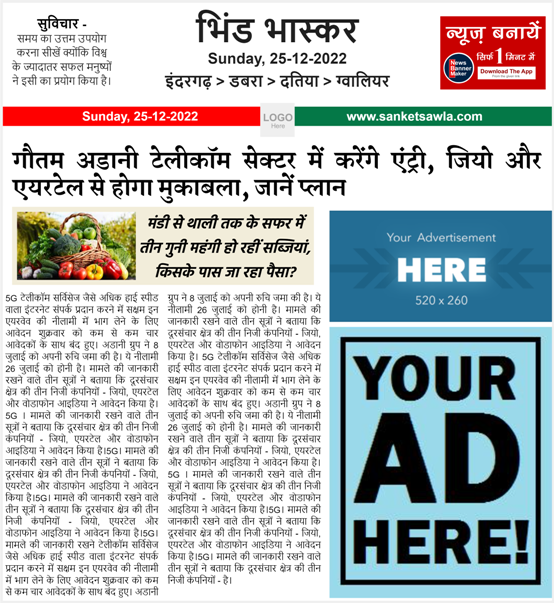 सुविचार -
समय का उत्तम उपयोग
करना सीखें क्योंकि विश्व
के ज्यादातर सफल मनुष्यों
ने इसी का प्रयोग किया है।
भिंड भास्कर
Sunday, 25-12-2022
इंदरगढ़ > डबरा > दतिया > ग्वालियर
न्यूज़ बनायें
सिर्फ 1 मिनट में
News
Banner
Maker
Download The App
Sunday, 25-12-2022
LOGO
Here
www.sanketsawla.com
गौतम अडानी टेलीकॉम सेक्टर में करेंगे एंट्री, जियो और
एयरटेल से होगा मुकाबला, जानें प्लान
मंडी से थाली तक के सफर में
तीन गुनी महंगी हो रहीं सब्जियां,
किसके पास जा रहा पैसा?
5G टेलीकॉम सर्विसेज जैसे अधिक हाई स्पीड
वाला इंटरनेट संपर्क प्रदान करने में सक्षम इन
एयरवेव की नीलामी में भाग लेने के लिए
आवेदन शुक्रवार को कम से कम चार
आवेदकों के साथ बंद हुए। अडानी ग्रुप ने 8
जुलाई को अपनी रुचि जमा की है। ये नीलामी
26 जुलाई को होनी है। मामले की जानकारी
रखने वाले तीन सूत्रों ने बताया कि दूरसंचार
क्षेत्र की तीन निजी कंपनियों - जियो, एयरटेल
और वोडाफोन आइडिया ने आवेदन किया है।
5G । मामले की जानकारी रखने वाले तीन
सूत्रों ने बताया कि दूरसंचार क्षेत्र की तीन निजी
कंपनियों - जियो, एयरटेल और वोडाफोन
आइडिया ने आवेदन किया है।5G। मामले की
जानकारी रखने वाले तीन सूत्रों ने बताया कि
दूरसंचार क्षेत्र की तीन निजी कंपनियों - जियो,
एयरटेल और वोडाफोन आइडिया ने आवेदन
किया है।5G। मामले की जानकारी रखने वाले
तीन सूत्रों ने बताया कि दूरसंचार क्षेत्र की तीन
निजी कंपनियों - जियो, एयरटेल और
वोडाफोन आइडिया ने आवेदन किया है।5G।
मामले की जानकारी रखने टेलीकॉम सर्विसेज
जैसे अधिक हाई स्पीड वाला इंटरनेट संपर्क
प्रदान करने में सक्षम इन एयरवेव की नीलामी
में भाग लेने के लिए आवेदन शुक्रवार को कम
से कम चार आवेदकों के साथ बंद हुए। अडानी
ग्रुप ने 8 जुलाई को अपनी रुचि जमा की है। ये
नीलामी 26 जुलाई को होनी है। मामले की
जानकारी रखने वाले तीन सूत्रों ने बताया कि
दूरसंचार क्षेत्र की तीन निजी कंपनियों - जियो,
एयरटेल और वोडाफोन आइडिया ने आवेदन
किया है। 5G टेलीकॉम सर्विसेज जैसे अधिक
हाई स्पीड वाला इंटरनेट संपर्क प्रदान करने में
सक्षम इन एयरवेव की नीलामी में भाग लेने के
लिए आवेदन शुक्रवार को कम से कम चार
आवेदकों के साथ बंद हुए। अडानी ग्रुप ने 8
जुलाई को अपनी रुचि जमा की है। ये नीलामी
26 जुलाई को होनी है। मामले की जानकारी
रखने वाले तीन सूत्रों ने बताया कि दूरसंचार
क्षेत्र की तीन निजी कंपनियों - जियो, एयरटेल
और वोडाफोन आइडिया ने आवेदन किया है।
5G । मामले की जानकारी रखने वाले तीन
सूत्रों ने बताया कि दूरसंचार क्षेत्र की तीन निजी
कंपनियों - जियो, एयरटेल और वोडाफोन
आइडिया ने आवेदन किया है।5G। मामले की
जानकारी रखने वाले तीन सूत्रों ने बताया कि
दूरसंचार क्षेत्र की तीन निजी कंपनियों - जियो,
एयरटेल और वोडाफोन आइडिया ने आवेदन
किया है।5G। मामले की जानकारी रखने वाले
तीन सूत्रों ने बताया कि दूरसंचार क्षेत्र की तीन
निजी कंपनियों - है।
Your Advertisement
HERE
520 x 260
YOUR
AD
HERE!